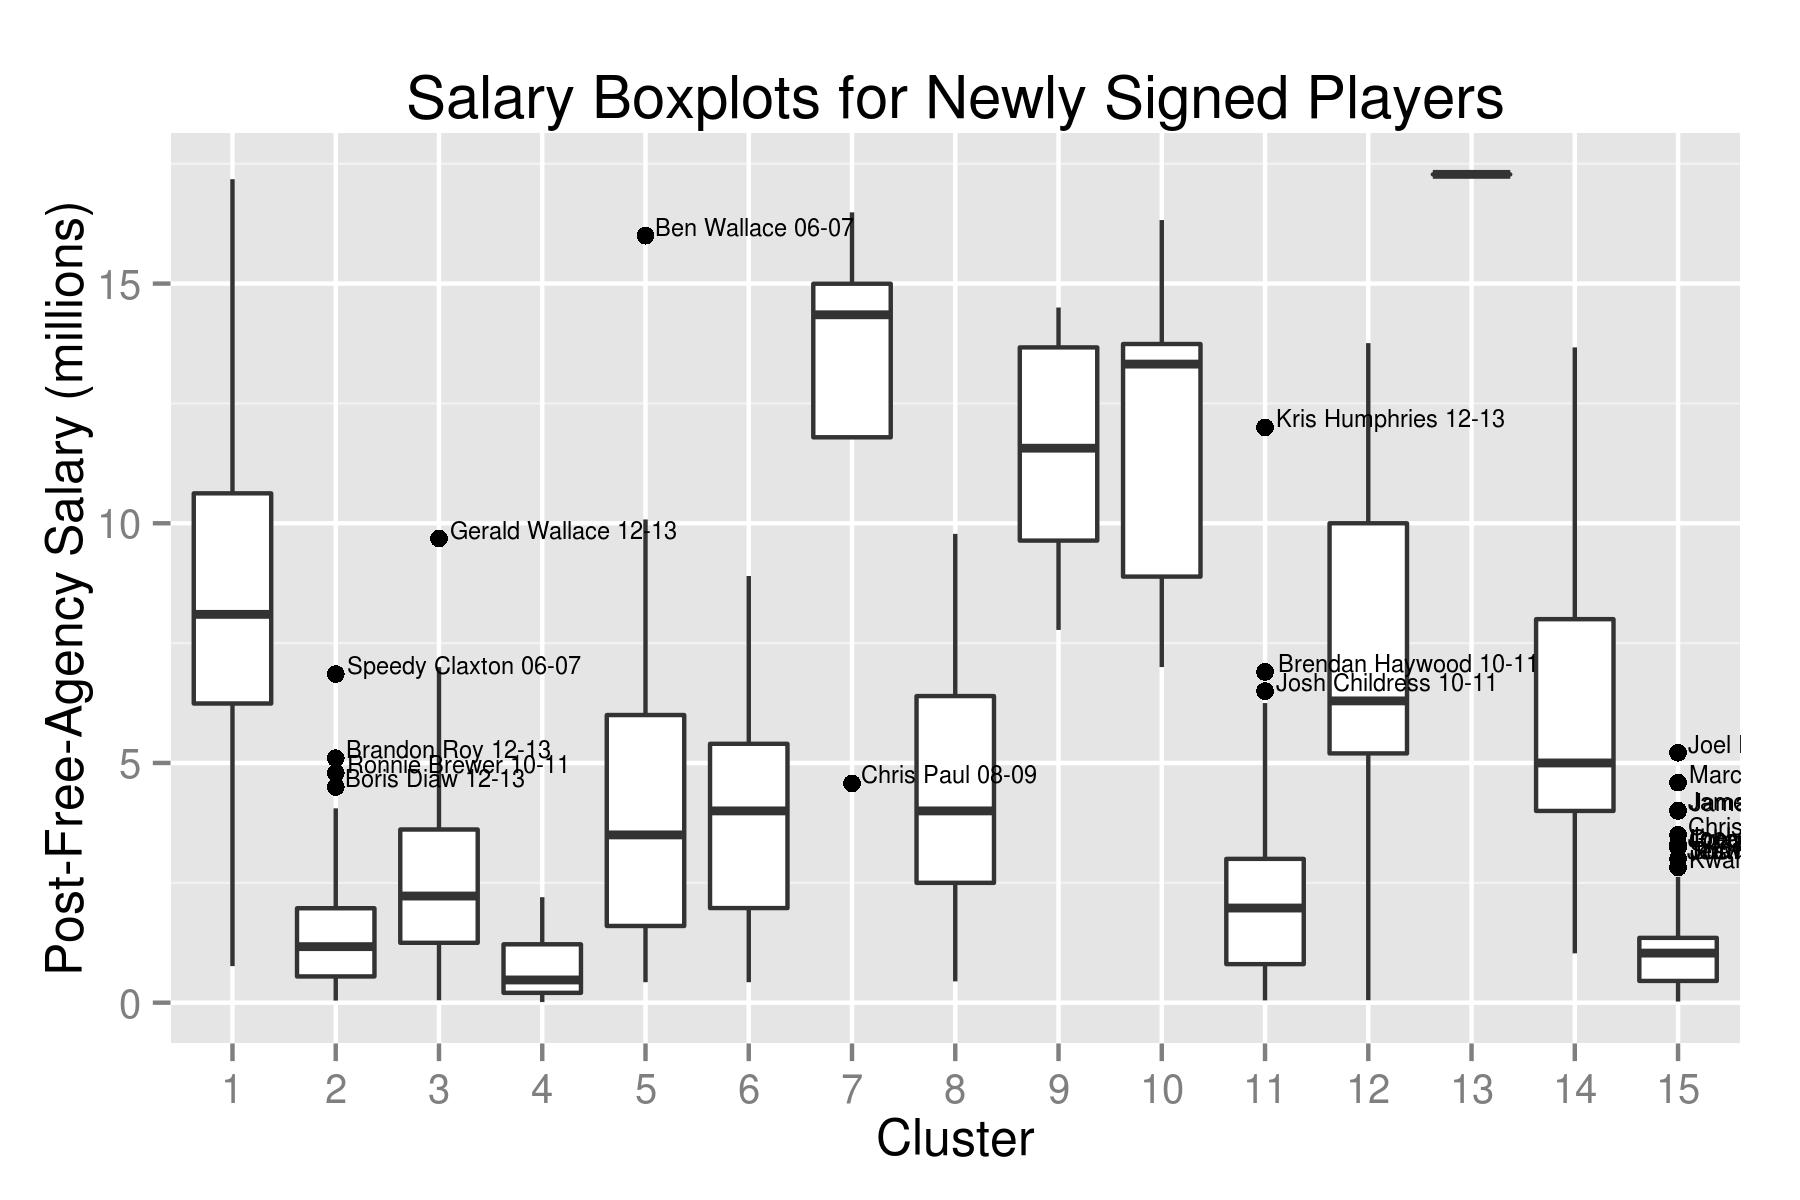 Salary Boxplots for Newly Signed Players
Post-Free-Agency Salary (millions)
15
10
5
0
Ben Wallace 06-07
Kris Humphries 12-13
Gerald Wallace 12-13
Speedy Claxton 06-07
Brendan Haywood 10-11
Josh Childress 10-11
Brandon Roy 12-13
Ronnie Brewer 10-11
Boris Diaw 12-13
Chris Paul 08-09
Joel
Marc
Jame
Chris
Kwa
1 2 3 4 5 6 7 8 9 10 11 12 13 14 15
Cluster